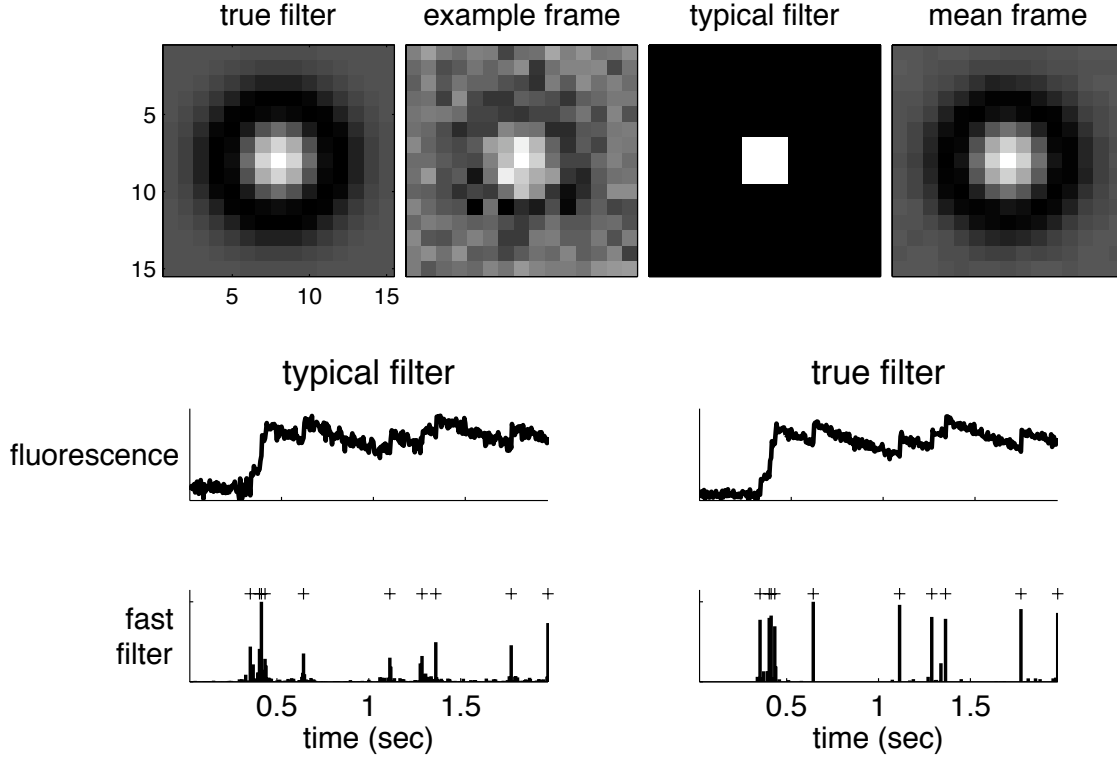 true filter example frame typical filter mean frame
5
10
15
5 10 15
typical filter true filter
fluorescence
fast
filter
0.5 1 1.5 0.5 1 1.5
time (sec) time (sec)